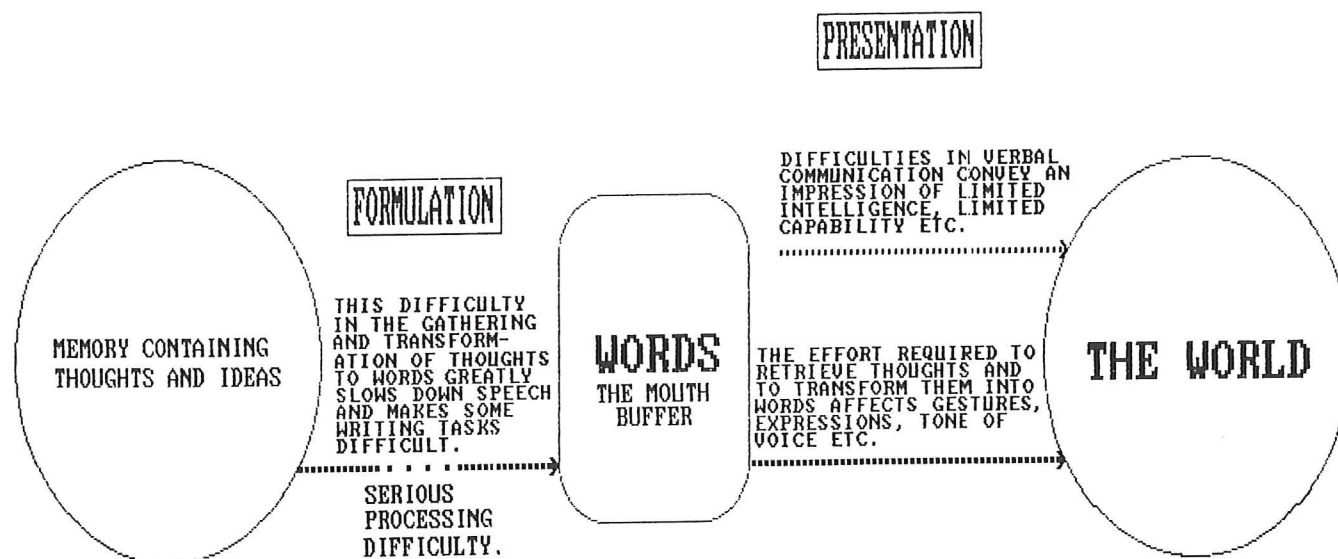 PRESENTATION
FORMULATION
MEMORY CONTAINING
THOUGHTS AND IDEAS
THIS DIFFICULTY
IN THE GATHERING
AND TRANSFORM-
ATION OF THOUGHTS
TO WORDS GREATLY
SLOWS DOWN SPEECH
AND MAKES SOME
WRITING TASKS
DIFFICULT.
SERIOUS
PROCESSING
DIFFICULTY.
WORDS
THE MOUTH
BUFFER
DIFFICULTIES IN VERBAL
COMMUNICATION CONVEY AN
IMPRESSION OF LIMITED
INTELLIGENCE, LIMITED
CAPABILITY ETC.
THE EFFORT REQUIRED TO
RETRIEVE THOUGHTS AND
TO TRANSFORM THEM INTO
WORDS AFFECTS GESTURES,
EXPRESSIONS, TONE OF
VOICE ETC.
THE WORLD